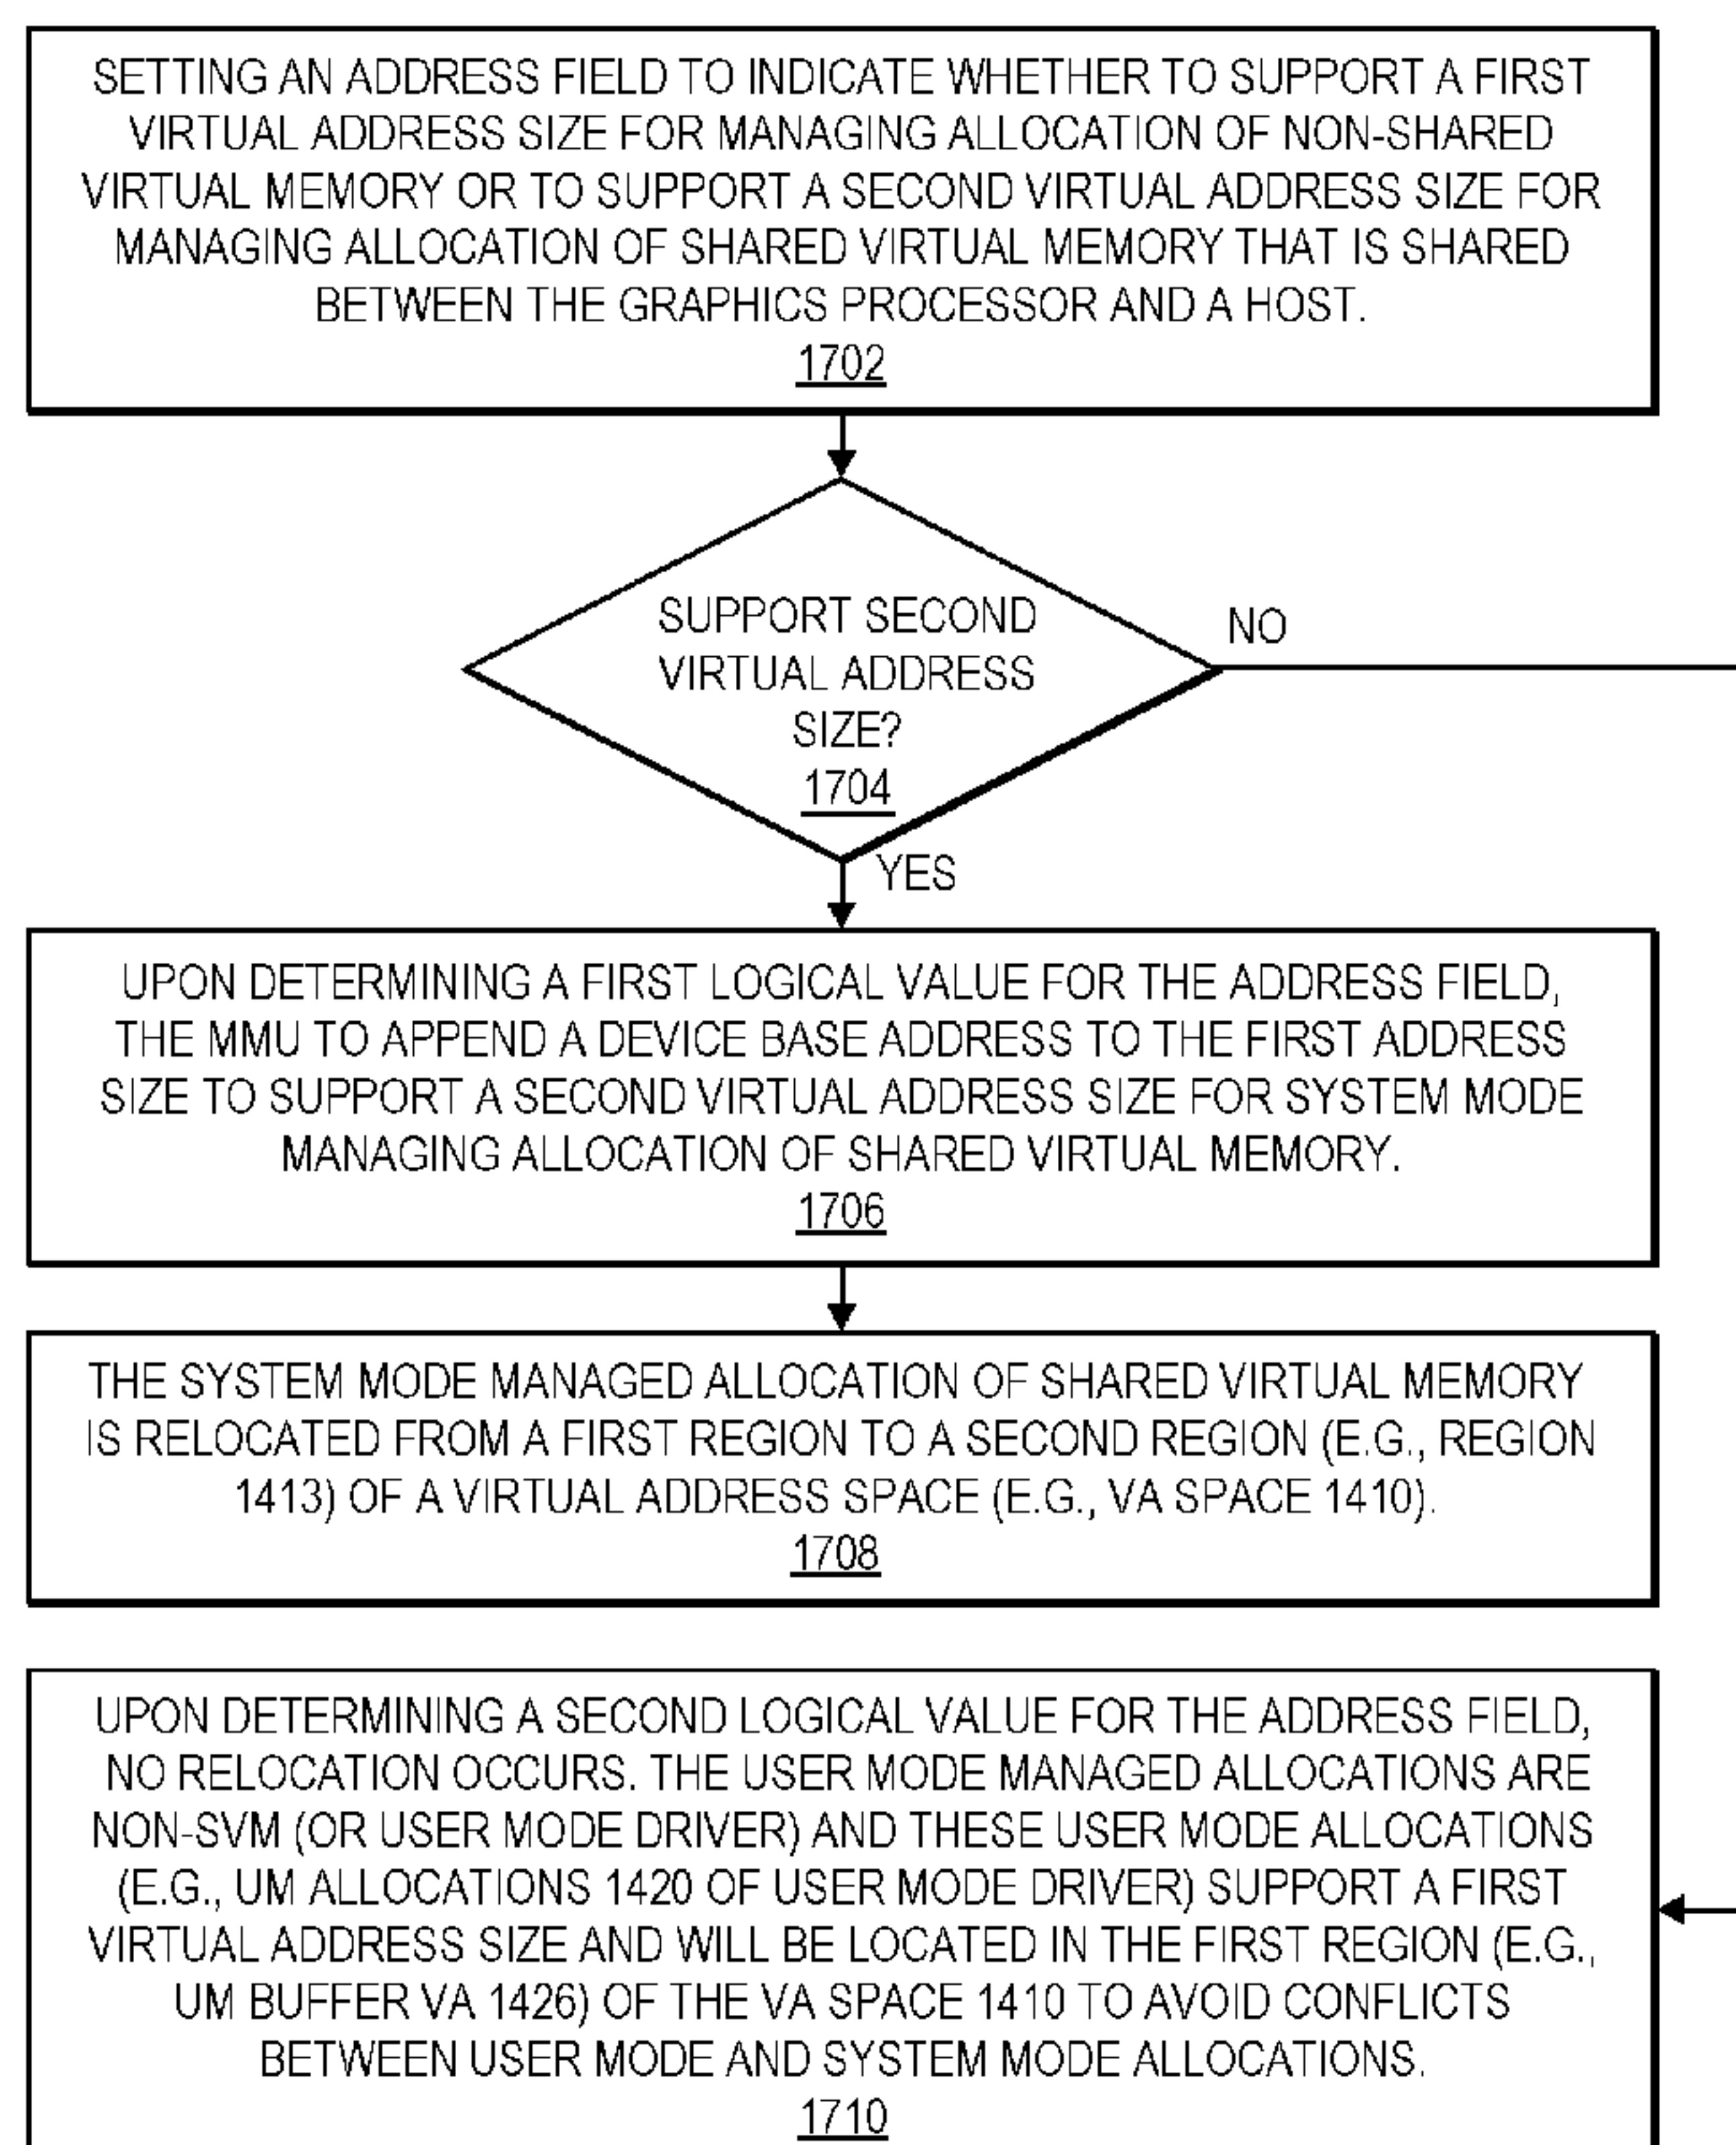 SETTING AN ADDRESS FIELD TO INDICATE WHETHER TO SUPPORT A FIRST
VIRTUAL ADDRESS SIZE FOR MANAGING ALLOCATION OF NON-SHARED
VIRTUAL MEMORY OR TO SUPPORT A SECOND VIRTUAL ADDRESS SIZE FOR
MANAGING ALLOCATION OF SHARED VIRTUAL MEMORY THAT IS SHARED
BETWEEN THE GRAPHICS PROCESSOR AND A HOST.
1702
SUPPORT SECOND
VIRTUAL ADDRESS
SIZE?
1704
NO
YES
UPON DETERMINING A FIRST LOGICAL VALUE FOR THE ADDRESS FIELD,
THE MMU TO APPEND A DEVICE BASE ADDRESS TO THE FIRST ADDRESS
SIZE TO SUPPORT A SECOND VIRTUAL ADDRESS SIZE FOR SYSTEM MODE
MANAGING ALLOCATION OF SHARED VIRTUAL MEMORY.
1706
THE SYSTEM MODE MANAGED ALLOCATION OF SHARED VIRTUAL MEMORY
IS RELOCATED FROM A FIRST REGION TO A SECOND REGION (E.G., REGION
1413) OF A VIRTUAL ADDRESS SPACE (E.G., VA SPACE 1410).
1708
UPON DETERMINING A SECOND LOGICAL VALUE FOR THE ADDRESS FIELD,
NO RELOCATION OCCURS. THE USER MODE MANAGED ALLOCATIONS ARE
NON-SVM (OR USER MODE DRIVER) AND THESE USER MODE ALLOCATIONS
(E.G., UM ALLOCATIONS 1420 OF USER MODE DRIVER) SUPPORT A FIRST
VIRTUAL ADDRESS SIZE AND WILL BE LOCATED IN THE FIRST REGION (E.G.,
UM BUFFER VA 1426) OF THE VA SPACE 1410 TO AVOID CONFLICTS
BETWEEN USER MODE AND SYSTEM MODE ALLOCATIONS.
1710